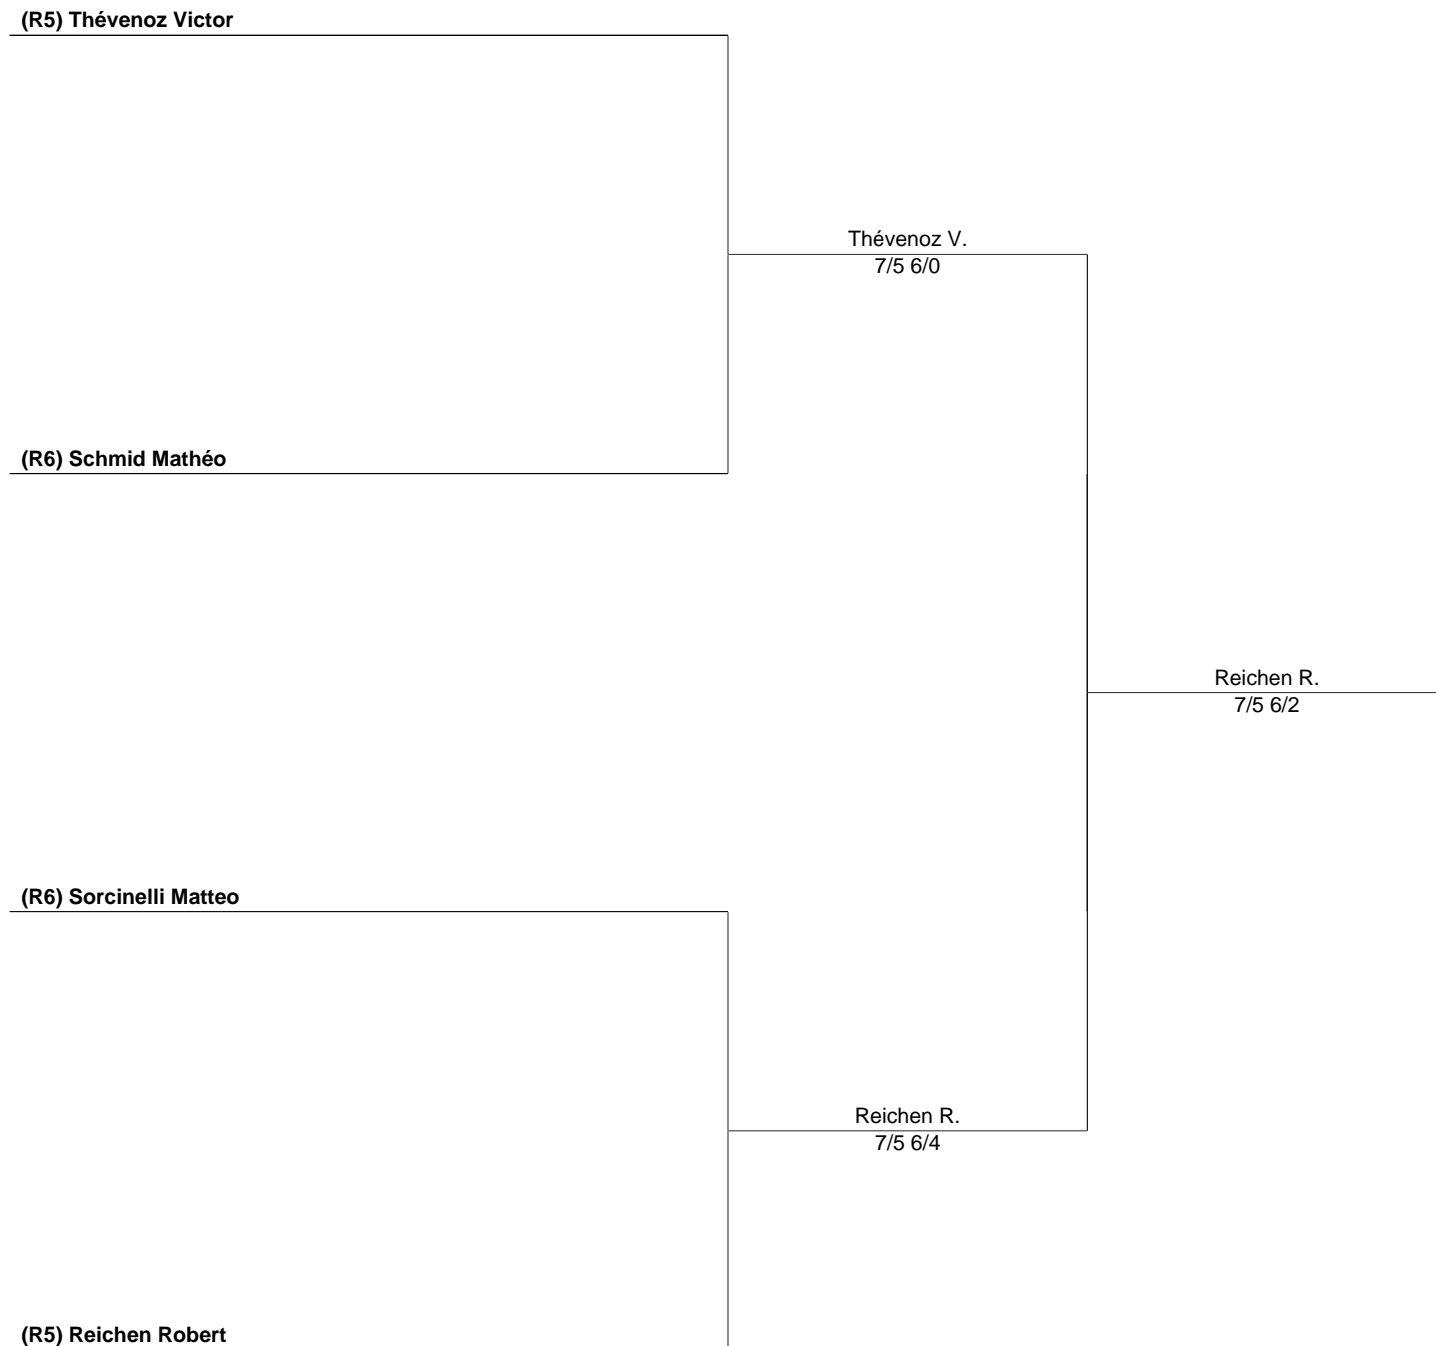 (R5) Thévenoz Victor
Thévenoz V.
7/5 6/0
(R6) Schmid Mathéo
Reichen R.
7/5 6/2
(R6) Sorcinelli Matteo
Reichen R.
7/5 6/4
(R5) Reichen Robert